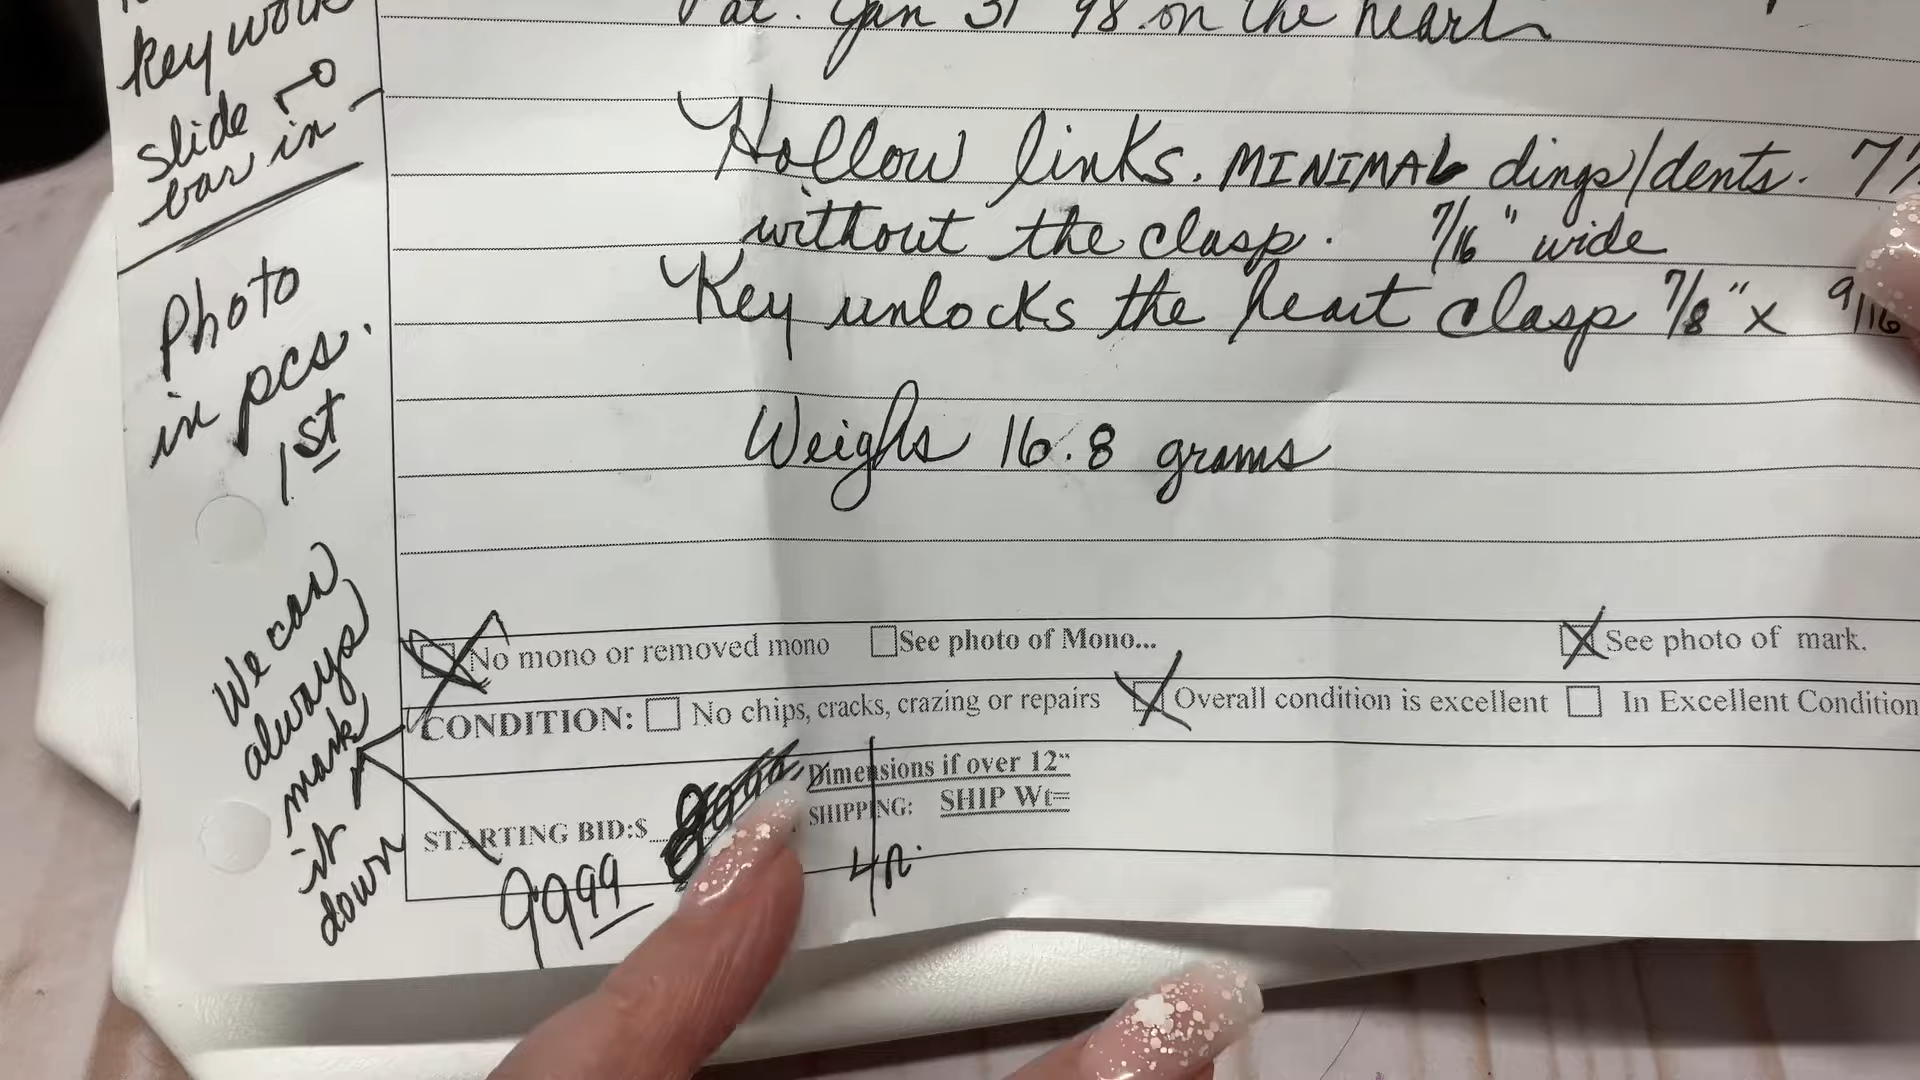 key work
slide
bar in -
Photo
in pcs.
1st
We can
always
mark
it
down
Pat. Jan 31 98 on the heart
Hollow links. MINIMAL dings/dents. 7
without the clasp. 7/16" wide
Key unlocks the heart clasp 7/8" x 9/16
Weighs 16.8 grams
No mono or removed mono See photo of Mono... See photo of mark.
CONDITION: No chips, cracks, crazing or repairs Overall condition is excellent In Excellent Condition
Dimensions if over 12"
STARTING BID:$ SHIPPING: SHIP Wt=
9999